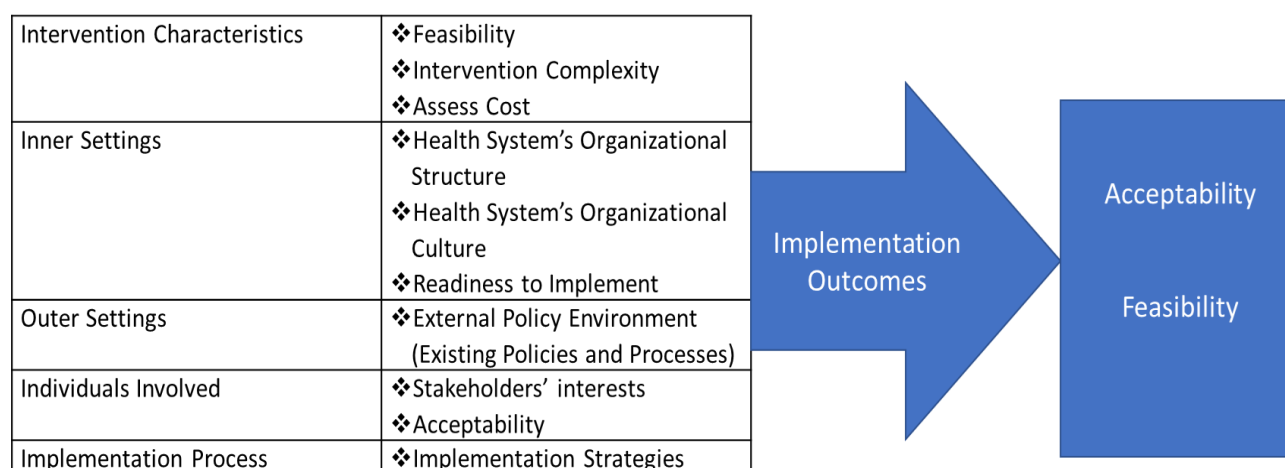 Intervention Characteristics
❖Feasibility
❖Intervention Complexity
❖Assess Cost
Inner Settings
❖Health System's Organizational
Structure
❖Health System's Organizational
Culture
❖Readiness to Implement
Outer Settings
❖External Policy Environment
(Existing Policies and Processes)
Individuals Involved
❖Stakeholders' interests
❖Acceptability
Implementation Process
❖Implementation Strategies
Implementation
Outcomes
Acceptability
Feasibility